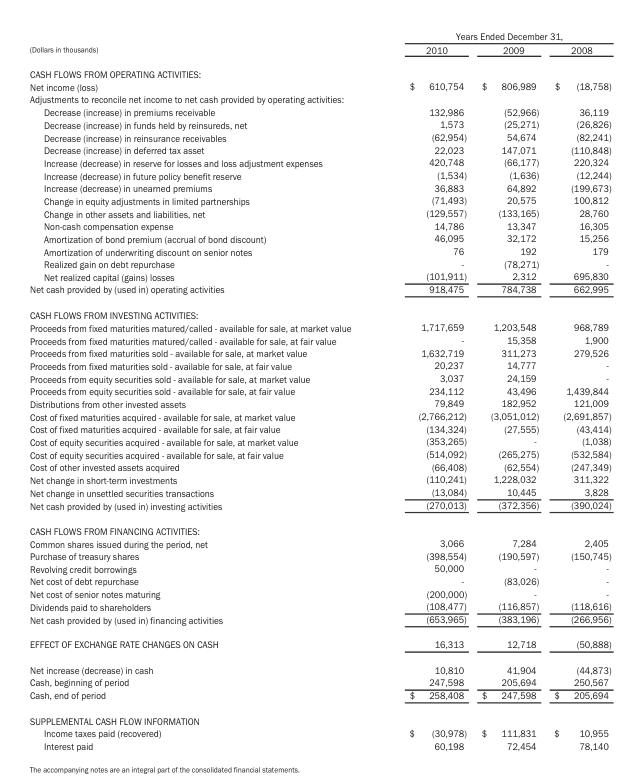 Years Ended December 31,
(Dollars in thousands) 2010 2009 2008
CASH FLOWS FROM OPERATING ACTIVITIES:
Net income (loss) $ 610,754 $ 806,989 $ (18,758)
Adjustments to reconcile net income to net cash provided by operating activities:
Decrease (increase) in premiums receivable 132,986 (52,966) 36,119
Decrease (increase) in funds held by reinsureds, net 1,573 (25,271) (26,826)
Decrease (increase) in reinsurance receivables (62,954) 54,674 (82,241)
Decrease (increase) in deferred tax asset 22,023 147,071 (110,848)
Increase (decrease) in reserve for losses and loss adjustment expenses 420,748 (66,177) 220,324
Increase (decrease) in future policy benefit reserve (1,534) (1,636) (12,244)
Increase (decrease) in unearned premiums 36,883 64,892 (199,673)
Change in equity adjustments in limited partnerships (71,493) 20,575 100,812
Change in other assets and liabilities, net (129,557) (133,165) 28,760
Non-cash compensation expense 14,786 13,347 16,305
Amortization of bond premium (accrual of bond discount) 46,095 32,172 15,256
Amortization of underwriting discount on senior notes 76 192 179
Realized gain on debt repurchase - (78,271) -
Net realized capital (gains) losses (101,911) 2,312 695,830
Net cash provided by (used in) operating activities 918,475 784,738 662,995
CASH FLOWS FROM INVESTING ACTIVITIES:
Proceeds from fixed maturities matured/called - available for sale, at market value 1,717,659 1,203,548 968,789
Proceeds from fixed maturities matured/called - available for sale, at fair value - 15,358 1,900
Proceeds from fixed maturities sold - available for sale, at market value 1,632,719 311,273 279,526
Proceeds from fixed maturities sold - available for sale, at fair value 20,237 14,777 -
Proceeds from equity securities sold - available for sale, at market value 3,037 24,159 -
Proceeds from equity securities sold - available for sale, at fair value 234,112 43,496 1,439,844
Distributions from other invested assets 79,849 182,952 121,009
Cost of fixed maturities acquired - available for sale, at market value (2,766,212) (3,051,012) (2,691,857)
Cost of fixed maturities acquired - available for sale, at fair value (134,324) (27,555) (43,414)
Cost of equity securities acquired - available for sale, at market value (353,265) - (1,038)
Cost of equity securities acquired - available for sale, at fair value (514,092) (265,275) (532,584)
Cost of other invested assets acquired (66,408) (62,554) (247,349)
Net change in short-term investments (110,241) 1,228,032 311,322
Net change in unsettled securities transactions (13,084) 10,445 3,828
Net cash provided by (used in) investing activities (270,013) (372,356) (390,024)
CASH FLOWS FROM FINANCING ACTIVITIES:
Common shares issued during the period, net 3,066 7,284 2,405
Purchase of treasury shares (398,554) (190,597) (150,745)
Revolving credit borrowings 50,000 - -
Net cost of debt repurchase - (83,026) -
Net cost of senior notes maturing (200,000) - -
Dividends paid to shareholders (108,477) (116,857) (118,616)
Net cash provided by (used in) financing activities (653,965) (383,196) (266,956)
EFFECT OF EXCHANGE RATE CHANGES ON CASH 16,313 12,718 (50,888)
Net increase (decrease) in cash 10,810 41,904 (44,873)
Cash, beginning of period 247,598 205,694 250,567
Cash, end of period $ 258,408 $ 247,598 $ 205,694
SUPPLEMENTAL CASH FLOW INFORMATION
Income taxes paid (recovered) $ (30,978) $ 111,831 $ 10,955
Interest paid 60,198 72,454 78,140
The accompanying notes are an integral part of the consolidated financial statements.